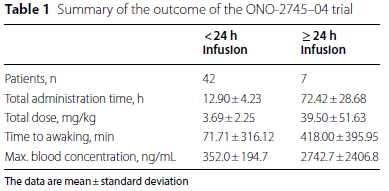 Table 1 Summary of the outcome of the ONO-2745–04 trial
<24 h Infusion ≥24 h Infusion
Patients, n 42 7
Total administration time, h 12.90±4.23 72.42±28.68
Total dose, mg/kg 3.69±2.25 39.50±51.63
Time to awaking, min 71.71±316.12 418.00±395.95
Max. blood concentration, ng/mL 352.0±194.7 2742.7±2406.8
The data are mean±standard deviation